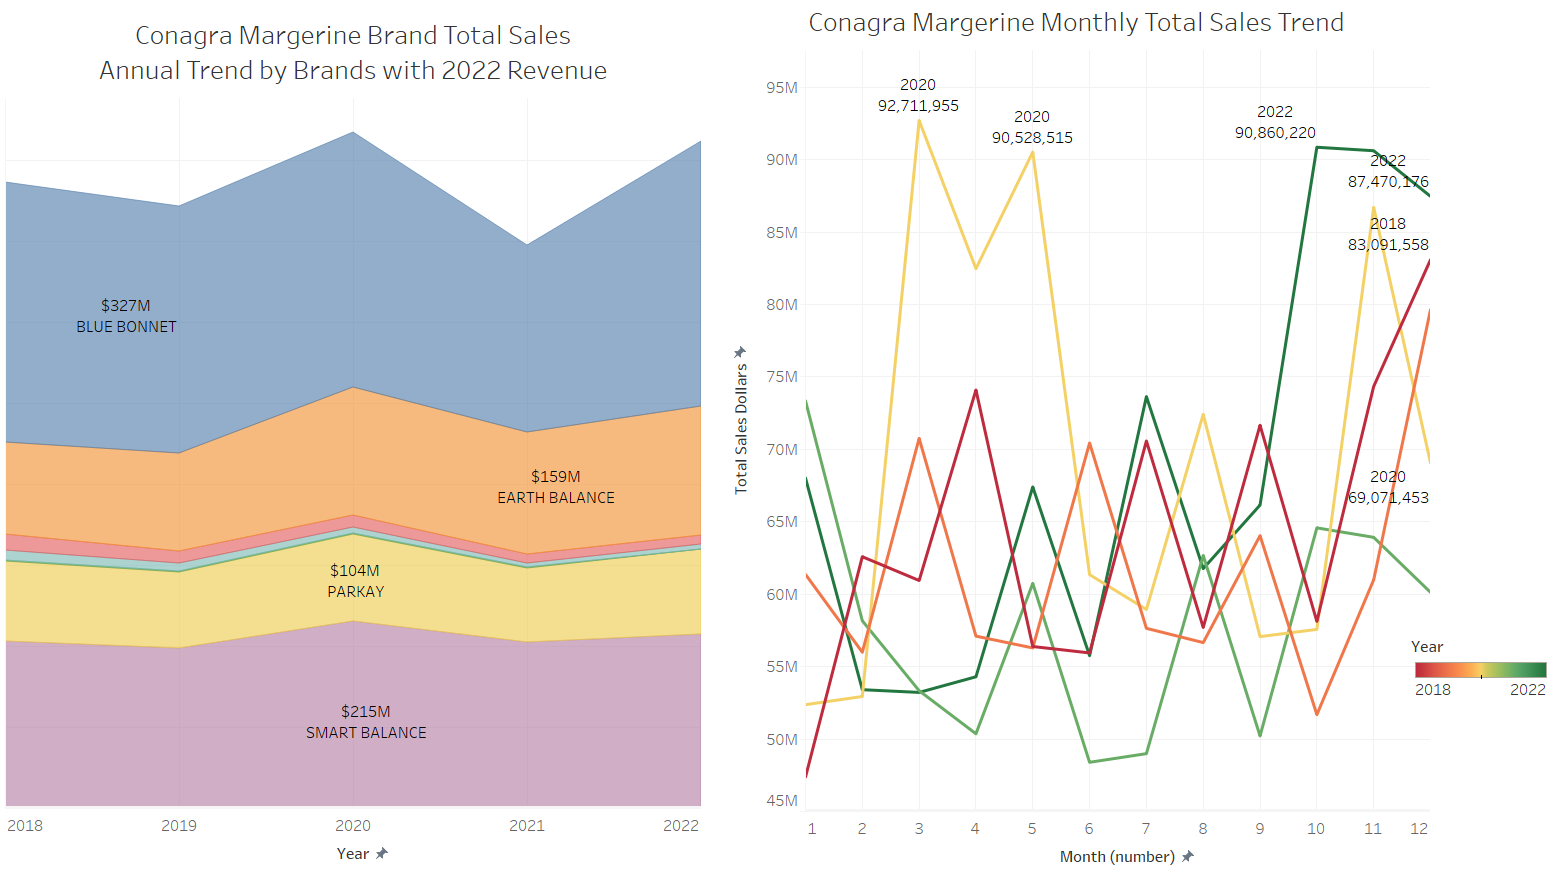 Conagra Margerine Brand Total Sales
Annual Trend by Brands with 2022 Revenue
$327M
BLUE BONNET
$159M
EARTH BALANCE
$104M
PARKAY
$215M
SMART BALANCE
2018 2019 2020 2021 2022
Year
Conagra Margerine Monthly Total Sales Trend
Total Sales Dollars
95M
90M
85M
80M
75M
70M
65M
60M
55M
50M
45M
2020
92,711,955
2020
90,528,515
2022
90,860,220
2022
87,470,176
2018
83,091,558
2020
69,071,453
1 2 3 4 5 6 7 8 9 10 11 12
Month (number)
Year
2018 2022